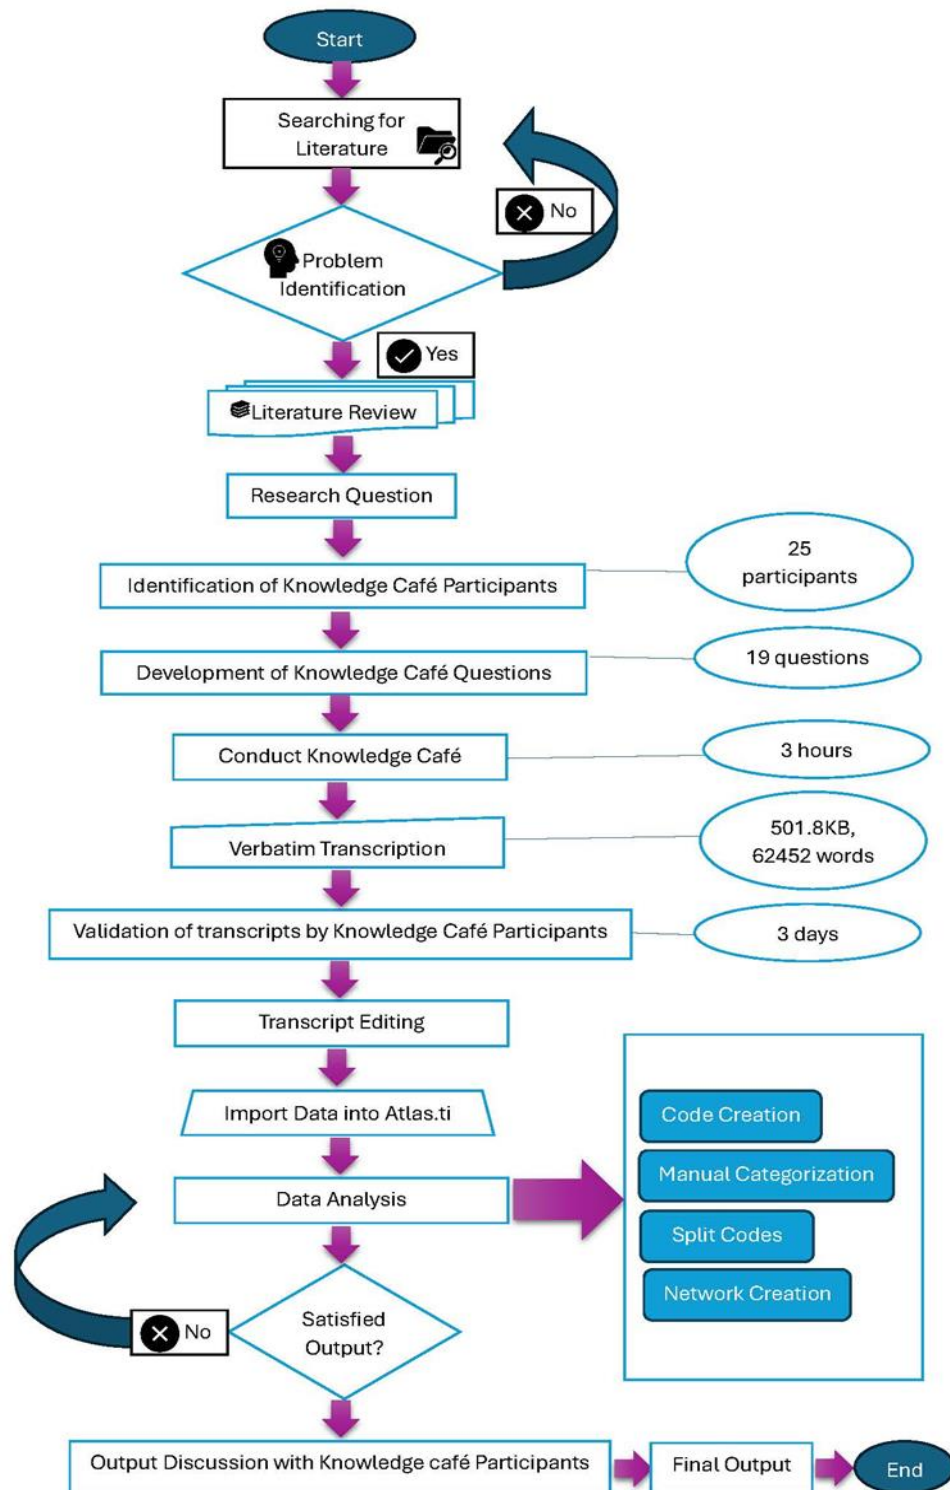 Start
Searching for
Literature
No
Problem
Identification
Yes
Literature Review
Research Question
25
participants
Identification of Knowledge Café Participants
19 questions
Development of Knowledge Café Questions
3 hours
Conduct Knowledge Café
501.8KB,
62452 words
Verbatim Transcription
Validation of transcripts by Knowledge Café Participants
3 days
Transcript Editing
Import Data into Atlas.ti
Data Analysis
Code Creation
Manual Categorization
Split Codes
Network Creation
No
Satisfied
Output?
Output Discussion with Knowledge café Participants
Final Output
End